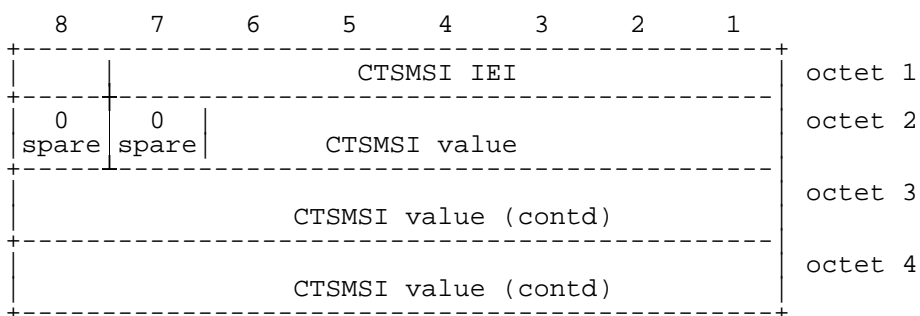 8 7 6 5 4 3 2 1
CTSMSI IEI octet 1
0 0 octet 2
spare spare CTSMSI value
octet 3
CTSMSI value (contd)
octet 4
CTSMSI value (contd)